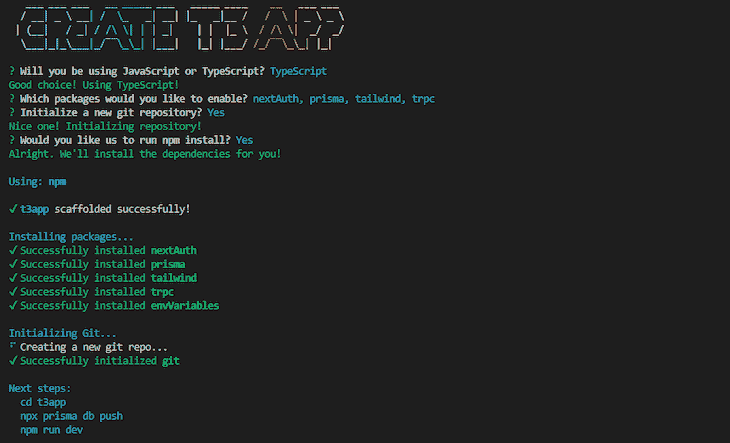 CREATE T3 APP
? Will you be using JavaScript or TypeScript? TypeScript
Good choice! Using TypeScript!
? Which packages would you like to enable? nextAuth, prisma, tailwind, trpc
? Initialize a new git repository? Yes
Nice one! Initializing repository!
? Would you like us to run npm install? Yes
Alright. We'll install the dependencies for you!
Using: npm
✓ t3app scaffolded successfully!
Installing packages...
✓ Successfully installed nextAuth
✓ Successfully installed prisma
✓ Successfully installed tailwind
✓ Successfully installed trpc
✓ Successfully installed envVariables
Initializing Git...
Creating a new git repo...
✓ Successfully initialized git
Next steps:
cd t3app
npx prisma db push
npm run dev